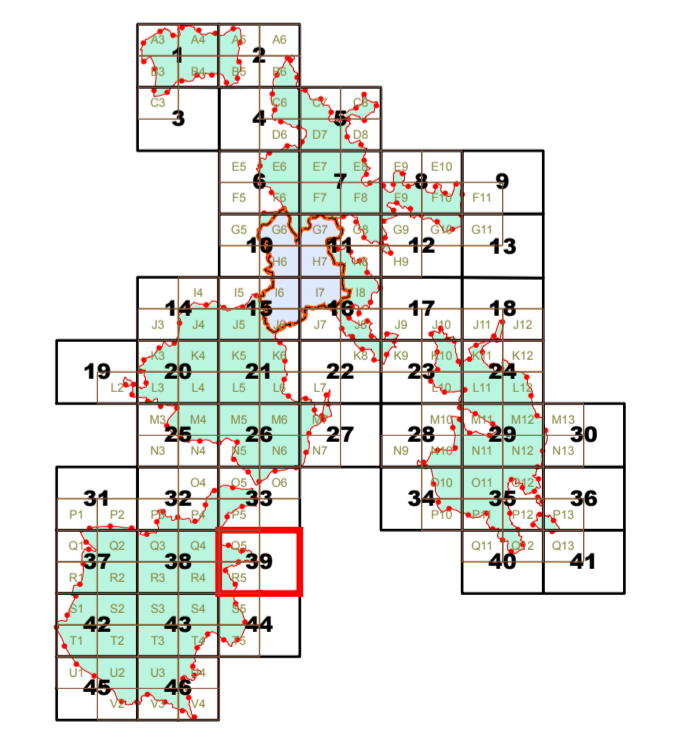 A3 A4 A5 A6
1 2
B3 B4 B5 B6
C3 C6 C7 C8
3 4 5
D6 D7 D8
E5 E6 E7 E8 E9 E10
6 7 8 9
F5 F6 F7 F8 F9 F10 F11
G5 G6 G7 G8 G9 G10 G11
10 11 12 13
H6 H7 H8 H9
I4 I5 I6 I7 I8
14 15 16 17 18
J3 J4 J5 J6 J7 J8 J9 J10 J11 J12
K3 K4 K5 K6 K8 K9 K10 K11 K12
19 20 21 22 23 24
L2 L3 L4 L5 L6 L7 L10 L11 L12
M3 M4 M5 M6 M7 M10 M11 M12 M13
25 26 27 28 29 30
N3 N4 N5 N6 N7 N9 N10 N11 N12 N13
O4 O5 O6 O10 O11 O12
31 32 33 34 35 36
P1 P2 P3 P4 P5 P10 P11 P12 P13
Q1 Q2 Q3 Q4 Q5 Q11 Q12 Q13
37 38 39 40 41
R1 R2 R3 R4 R5
S1 S2 S3 S4 S5
42 43 44
T1 T2 T3 T4 T5
U1 U2 U3 U4
45 46
V2 V3 V4